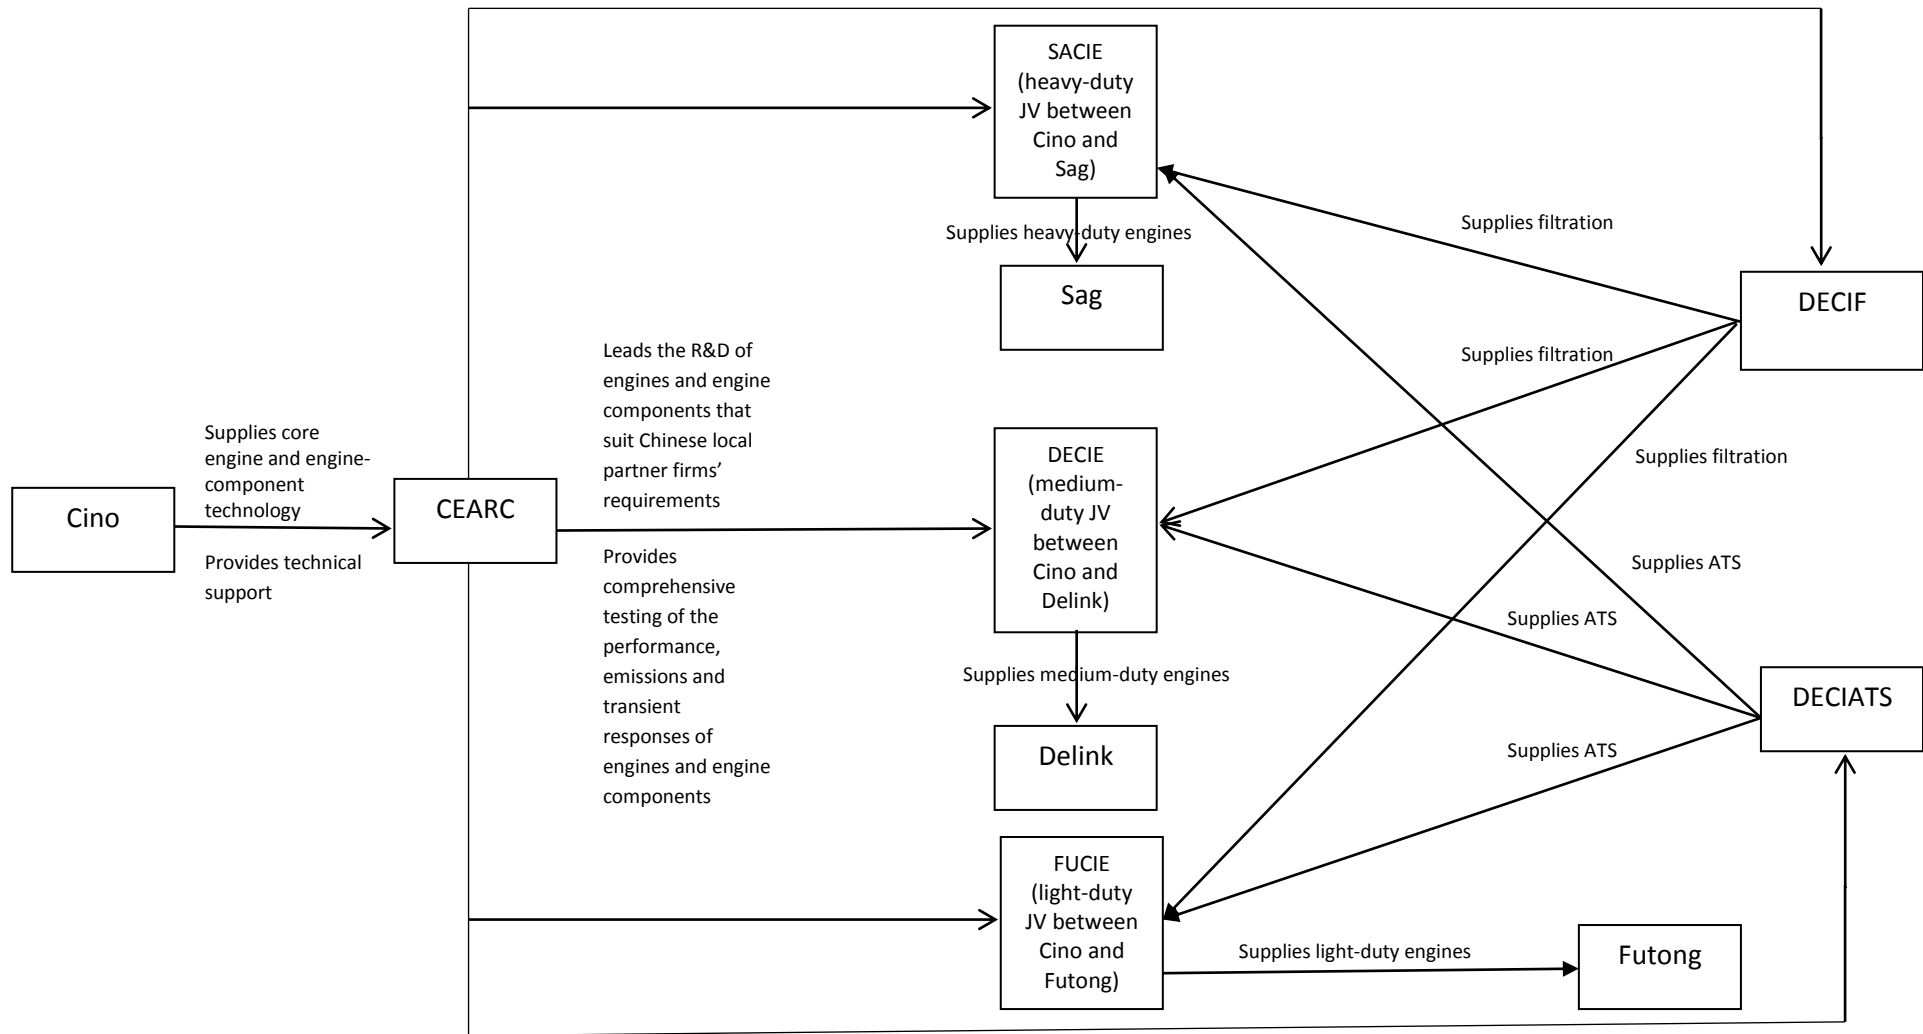 SACIE
(heavy-duty
JV between
Cino and
Sag)
Supplies heavy-duty engines
Sag
Supplies filtration
DECIF
Supplies filtration
Supplies filtration
Leads the R&D of
engines and engine
components that
suit Chinese local
partner firms’
requirements
Supplies core
engine and engine-
component
technology
Cino
CEARC
Provides technical
support
Provides
comprehensive
testing of the
performance,
emissions and
transient
responses of
engines and engine
components
DECIE
(medium-
duty JV
between
Cino and
Delink)
Supplies medium-duty engines
Delink
Supplies ATS
Supplies ATS
DECIATS
Supplies ATS
FUCIE
(light-duty
JV between
Cino and
Futong)
Supplies light-duty engines
Futong